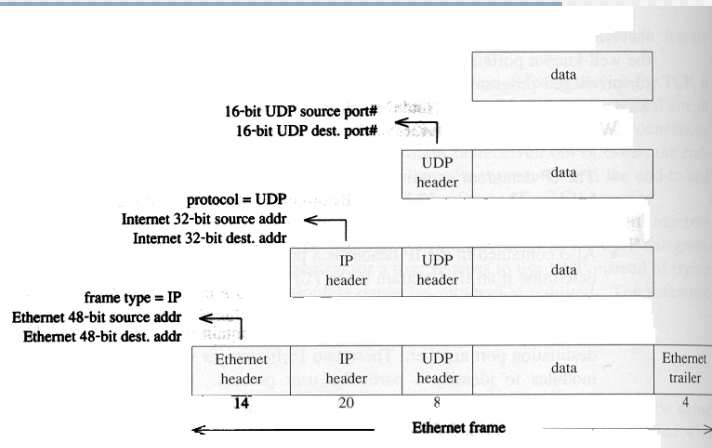 data
16-bit UDP source port#
16-bit UDP dest. port#
UDP
header
data
protocol = UDP
Internet 32-bit source addr
Internet 32-bit dest. addr
IP
header
UDP
header
data
frame type = IP
Ethernet 48-bit source addr
Ethernet 48-bit dest. addr
Ethernet
header
IP
header
UDP
header
data
Ethernet
trailer
14
20
8
4
Ethernet frame